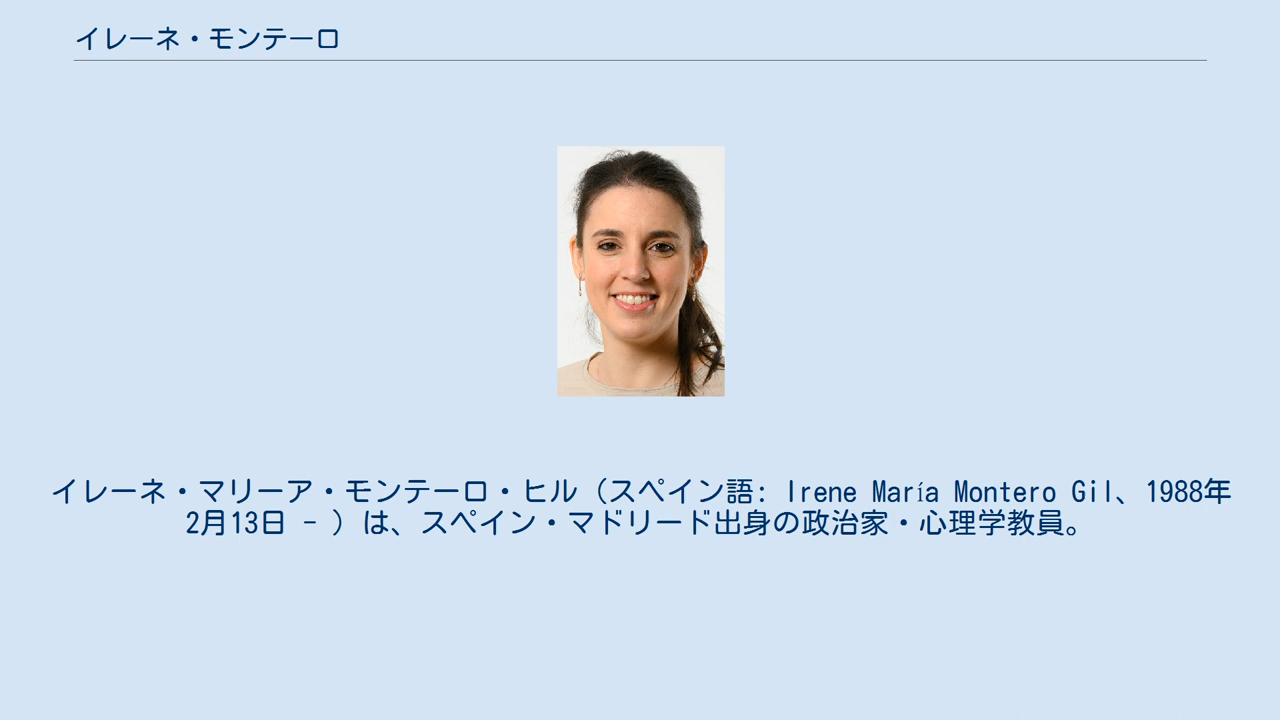 イレーネ・モンテーロ
イレーネ・マリーア・モンテーロ・ヒル（スペイン語: Irene María Montero Gil、1988年
2月13日 - ）は、スペイン・マドリード出身の政治家・心理学教員。